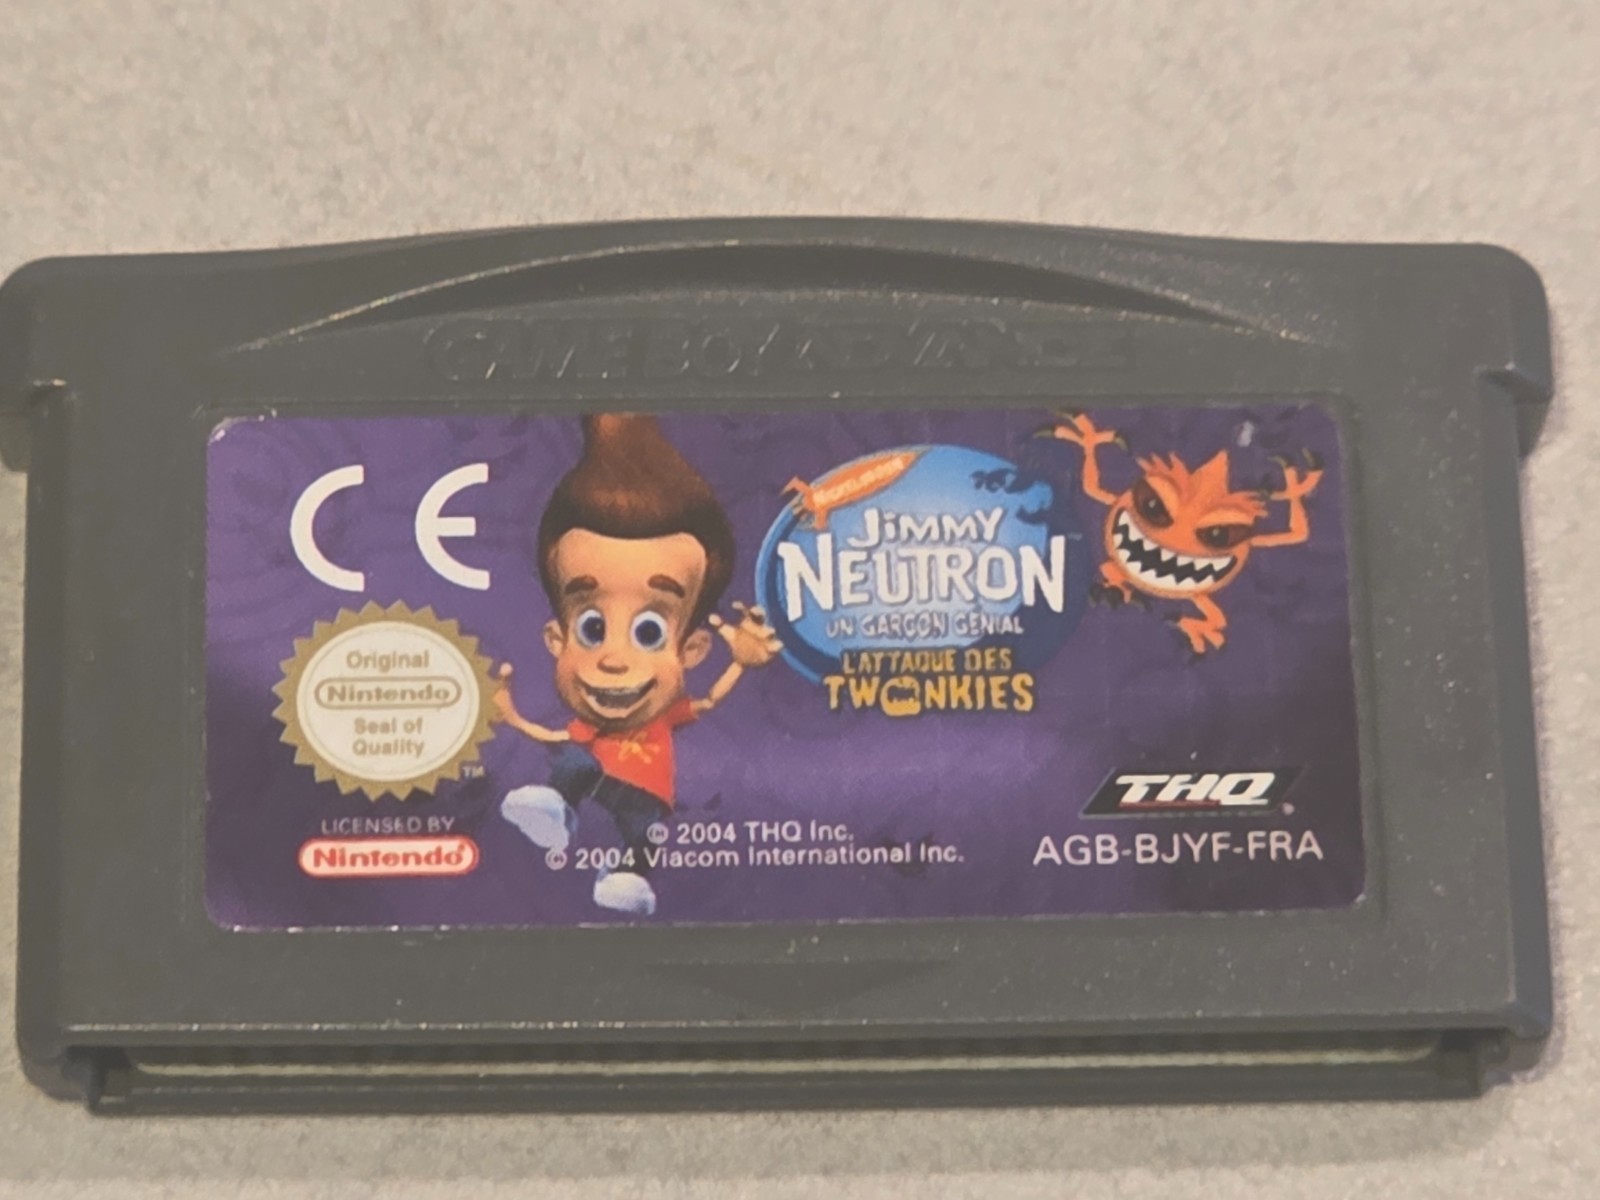 GAME BOY ADVANCE
CE
NICKELODEON
JIMMY
NEUTRON
UN GARÇON GÉNIAL
L'ATTAQUE DES
TWONKIES
Original
Nintendo
Seal of
Quality
TM
LICENSED BY
Nintendo®
© 2004 THQ Inc.
© 2004 Viacom International Inc.
THQ®
AGB-BJYF-FRA